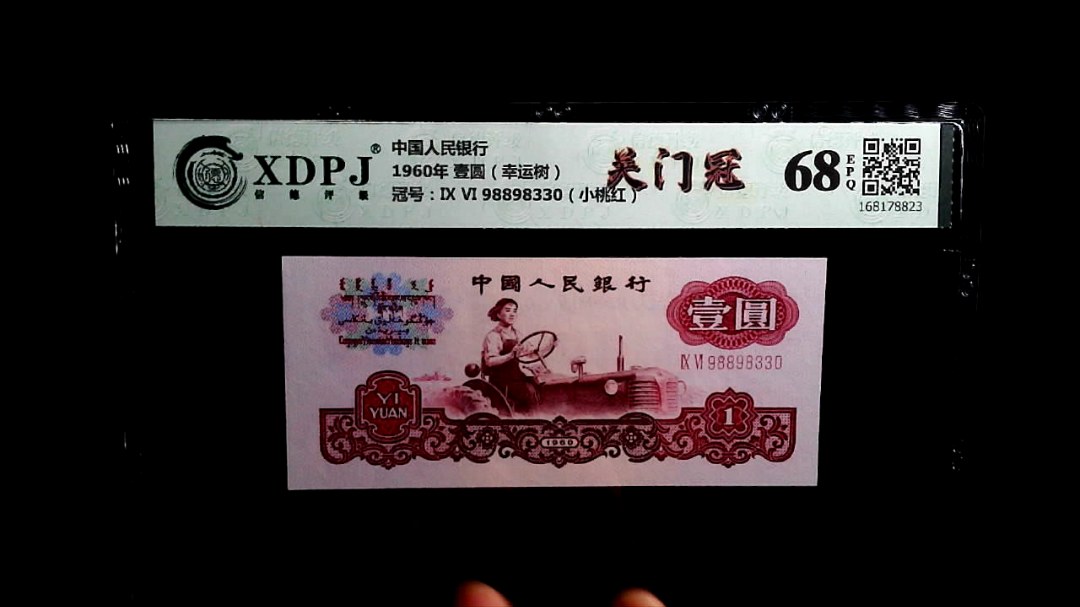 XDPJ®
信德评级
中国人民银行
1960年 壹圆（幸运树）
冠号：IX VI 98898330（小桃红）
关门冠
68
EPQ
168178823
中國人民銀行
壹圓
IX VI 98898330
YI
YUAN
1960
1